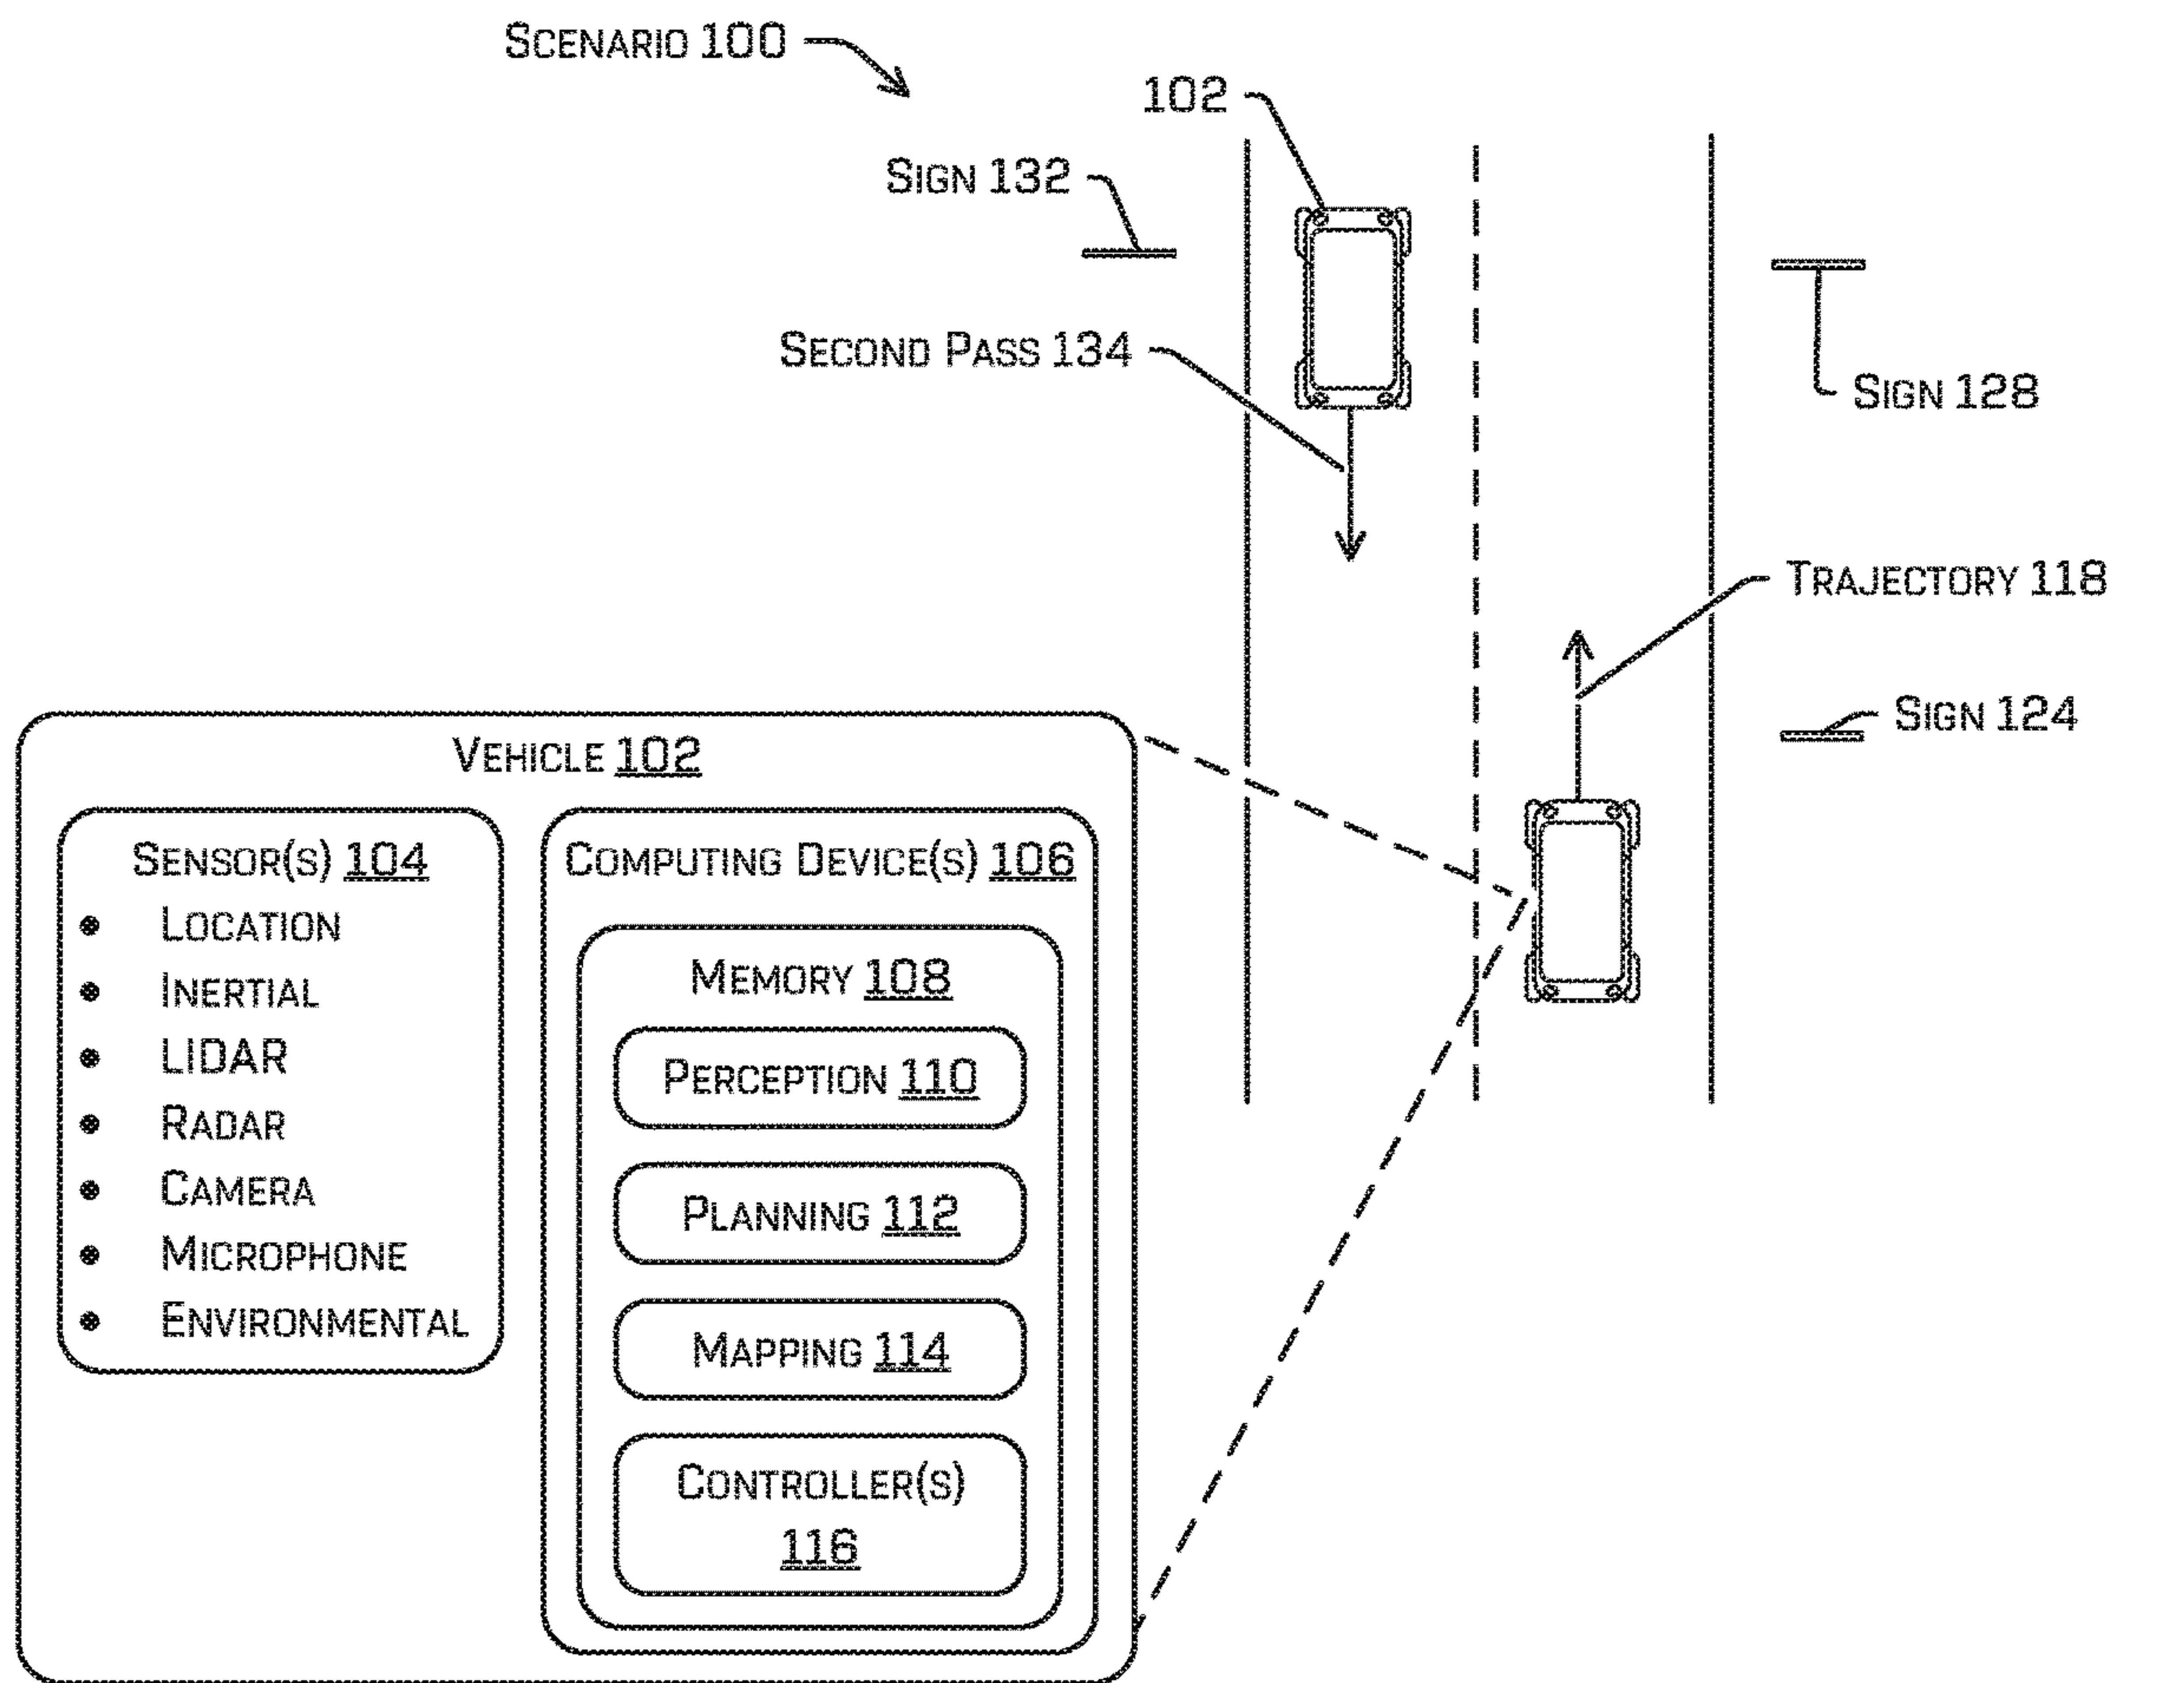 SCENARIO 100
102
SIGN 132
SECOND PASS 134
SIGN 128
TRAJECTORY 118
SIGN 124
VEHICLE 102
SENSOR(S) 104
• LOCATION
• INERTIAL
• LIDAR
• RADAR
• CAMERA
• MICROPHONE
• ENVIRONMENTAL
COMPUTING DEVICE(S) 106
MEMORY 108
PERCEPTION 110
PLANNING 112
MAPPING 114
CONTROLLER(S)
116